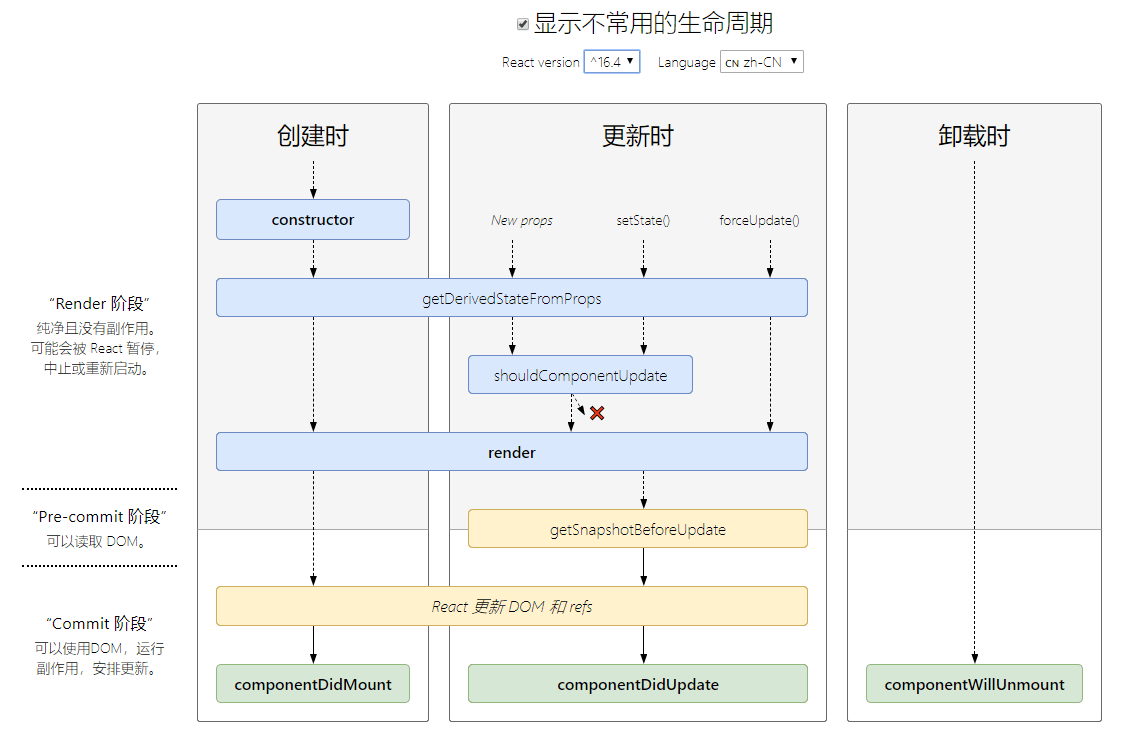 显示不常用的生命周期
React version ^16.4 Language CN zh-CN
创建时
更新时
卸载时
constructor
New props
setState()
forceUpdate()
“Render 阶段”
纯净且没有副作用。
可能会被 React 暂停，
中止或重新启动。
getDerivedStateFromProps
shouldComponentUpdate
render
“Pre-commit 阶段”
可以读取 DOM。
getSnapshotBeforeUpdate
React 更新 DOM 和 refs
“Commit 阶段”
可以使用DOM，运行
副作用，安排更新。
componentDidMount
componentDidUpdate
componentWillUnmount